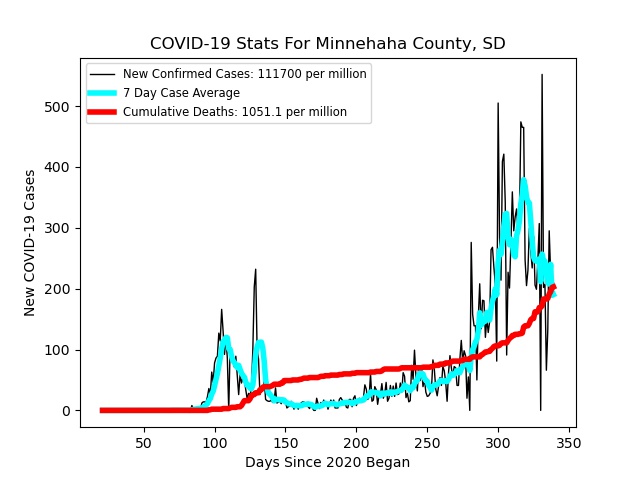 COVID-19 Stats For Minnehaha County, SD
New Confirmed Cases: 111700 per million
7 Day Case Average
Cumulative Deaths: 1051.1 per million
New COVID-19 Cases
500
400
300
200
100
0
50 100 150 200 250 300 350
Days Since 2020 Began